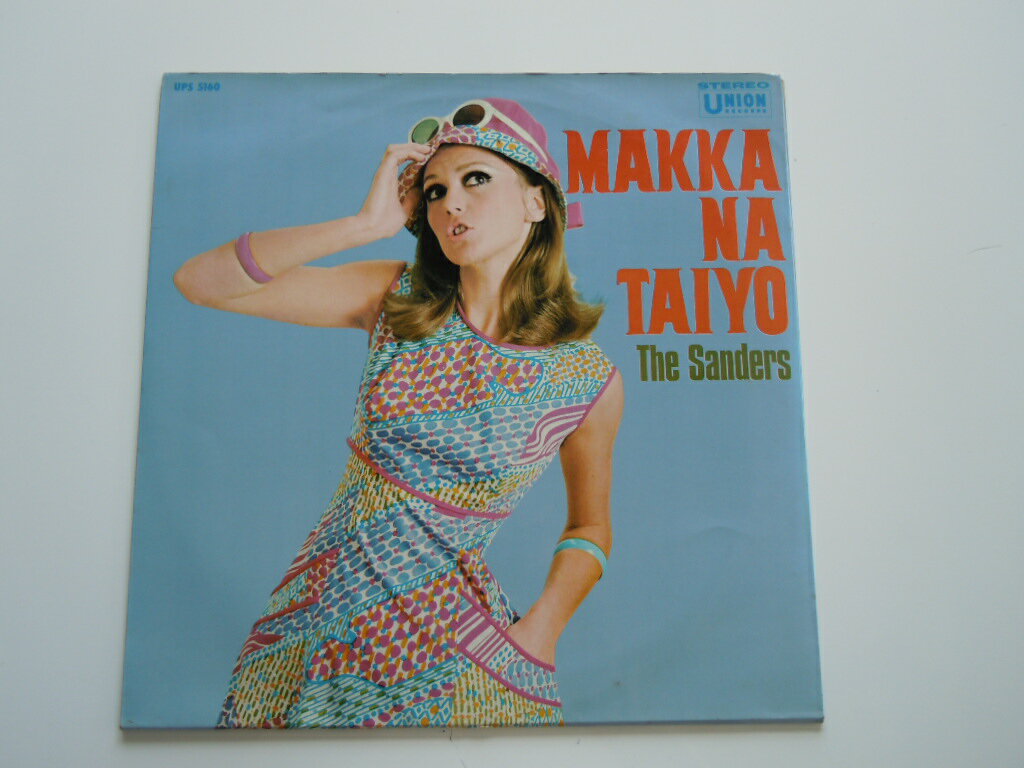 UPS 5160
STEREO
UNION
RECORDS
MAKKA
NA
TAIYO
The Sanders